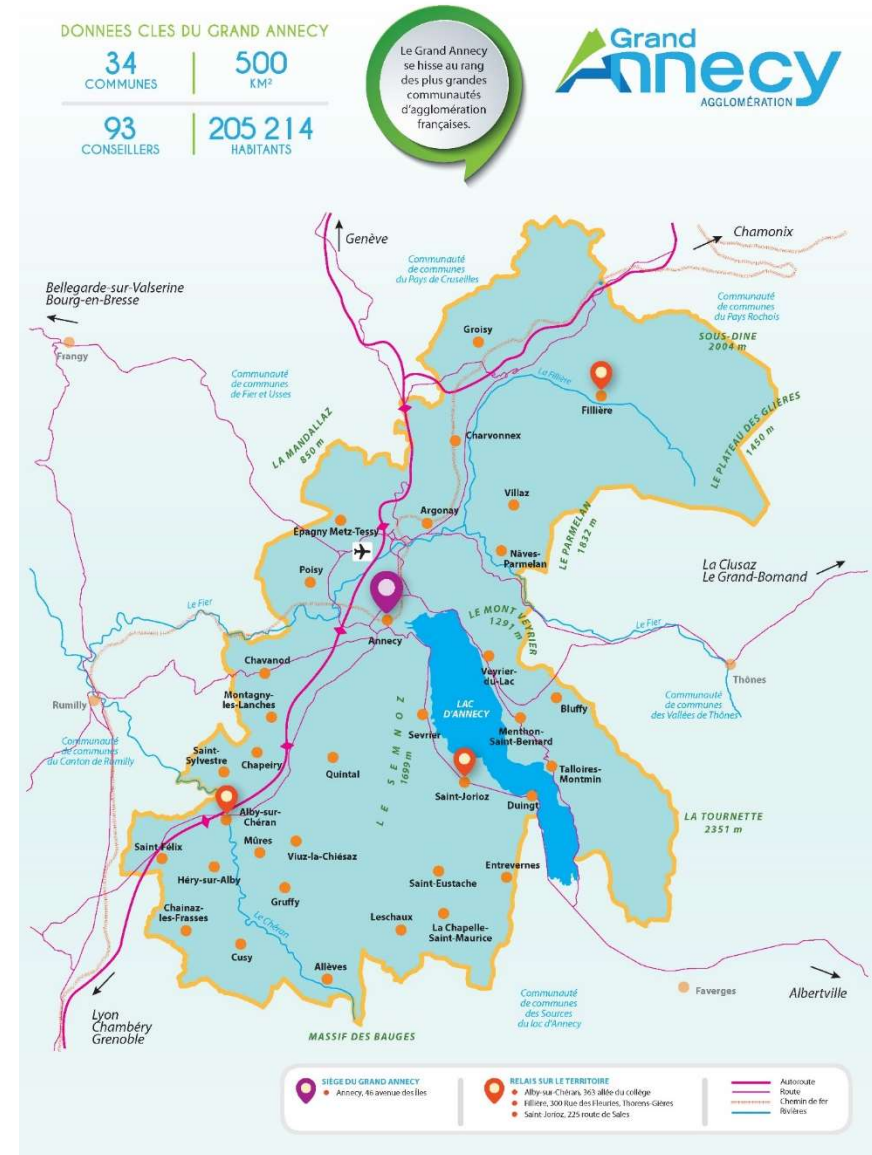 DONNEES CLES DU GRAND ANNECY
34
COMMUNES
500
KM²
93
CONSEILLERS
205 214
HABITANTS
Le Grand Annecy
se hisse au rang
des plus grandes
communautés
d'agglomération
françaises.
Grand
Annecy
AGGLOMÉRATION
Genève
Chamonix
Communauté
de communes
du Pays de Cruseilles
Bellegarde-sur-Valserine
Bourg-en-Bresse
Communauté
de communes
du Pays Rochois
Groisy
SOUS-DINE
2004 m
Frangy
Communauté
de communes
de Fier et Usses
La Fillière
Fillière
LE PLATEAU DES GLIÈRES
1450 m
LA MANDALLAZ
850 m
Charvonnex
Villaz
Argonay
Epagny Metz-Tessy
LE PARMELAN
1832 m
Nâves-
Parmelan
Poisy
La Clusaz
Le Grand-Bornand
Le Fier
LE MONT VEYRIER
1291 m
Le Fier
Annecy
Chavanod
Veyrier-
du-Lac
Thônes
Montagny-
les-Lanches
Rumilly
LAC
D'ANNECY
Bluffy
Communauté
de communes
des Vallées de Thônes
Communauté
de communes
du Canton de Rumilly
Saint-
Sylvestre
Chapeiry
Quintal
LE SEMNOZ
1699 m
Sevrier
Menthon-
Saint-Bernard
Talloires-
Montmin
Saint-Jorioz
Duingt
Alby-sur-
Chéran
LA TOURNETTE
2351 m
Mûres
Saint Félix
Viuz-la-Chiésaz
Héry-sur-Alby
Entrevernes
Saint-Eustache
Gruffy
Chainaz-
les-Frasses
Leschaux
La Chapelle-
Saint-Maurice
Le Chéran
Cusy
Allèves
Communauté
de communes
des Sources
du lac d'Annecy
Faverges
Albertville
Lyon
Chambéry
Grenoble
MASSIF DES BAUGES
SIÈGE DU GRAND ANNECY
Annecy, 46 avenue des Îles
RELAIS SUR LE TERRITOIRE
Alby-sur-Chéran, 363 allée du collège
Fillière, 300 Rue des Fleuries, Thorens-Glières
Saint Jorioz, 225 route de Sales
Autoroute
Route
Chemin de fer
Rivières